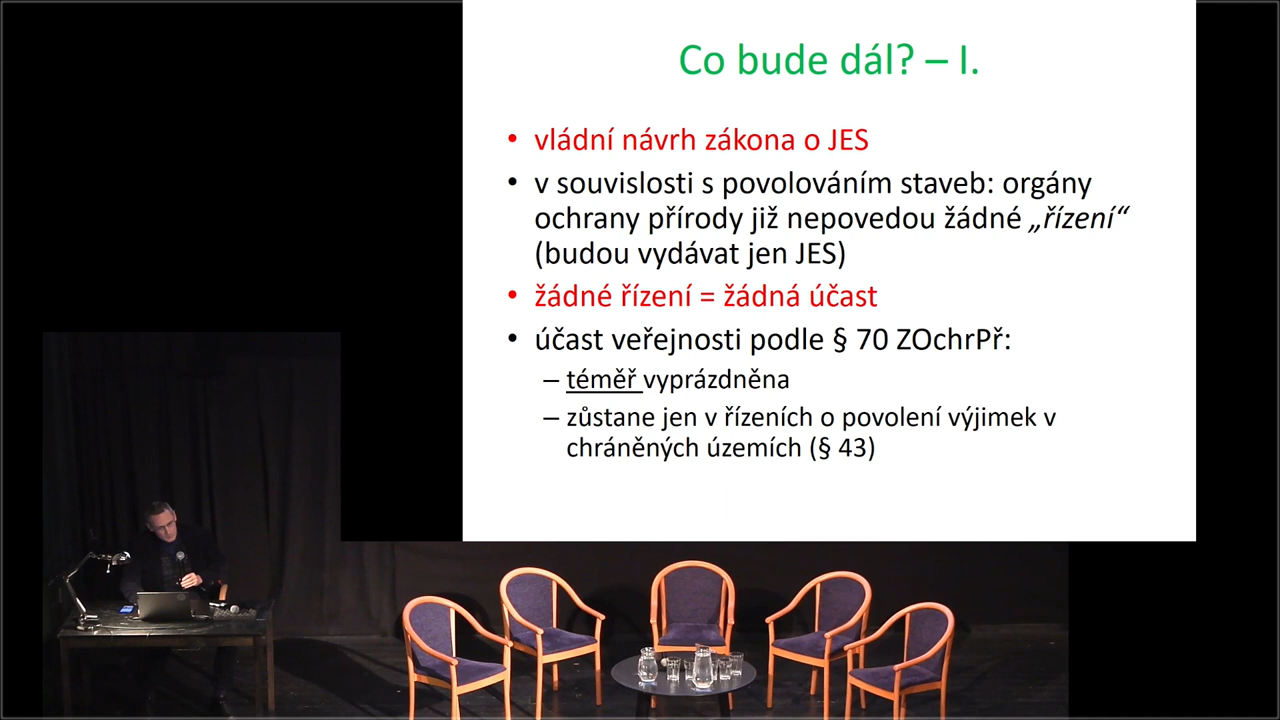 Co bude dál? – I.
• vládní návrh zákona o JES
• v souvislosti s povolováním staveb: orgány
ochrany přírody již nepovedou žádné „řízení“
(budou vydávat jen JES)
• žádné řízení = žádná účast
• účast veřejnosti podle § 70 ZOchrPř:
– téměř vyprázdněna
– zůstane jen v řízeních o povolení výjimek v
chráněných územích (§ 43)